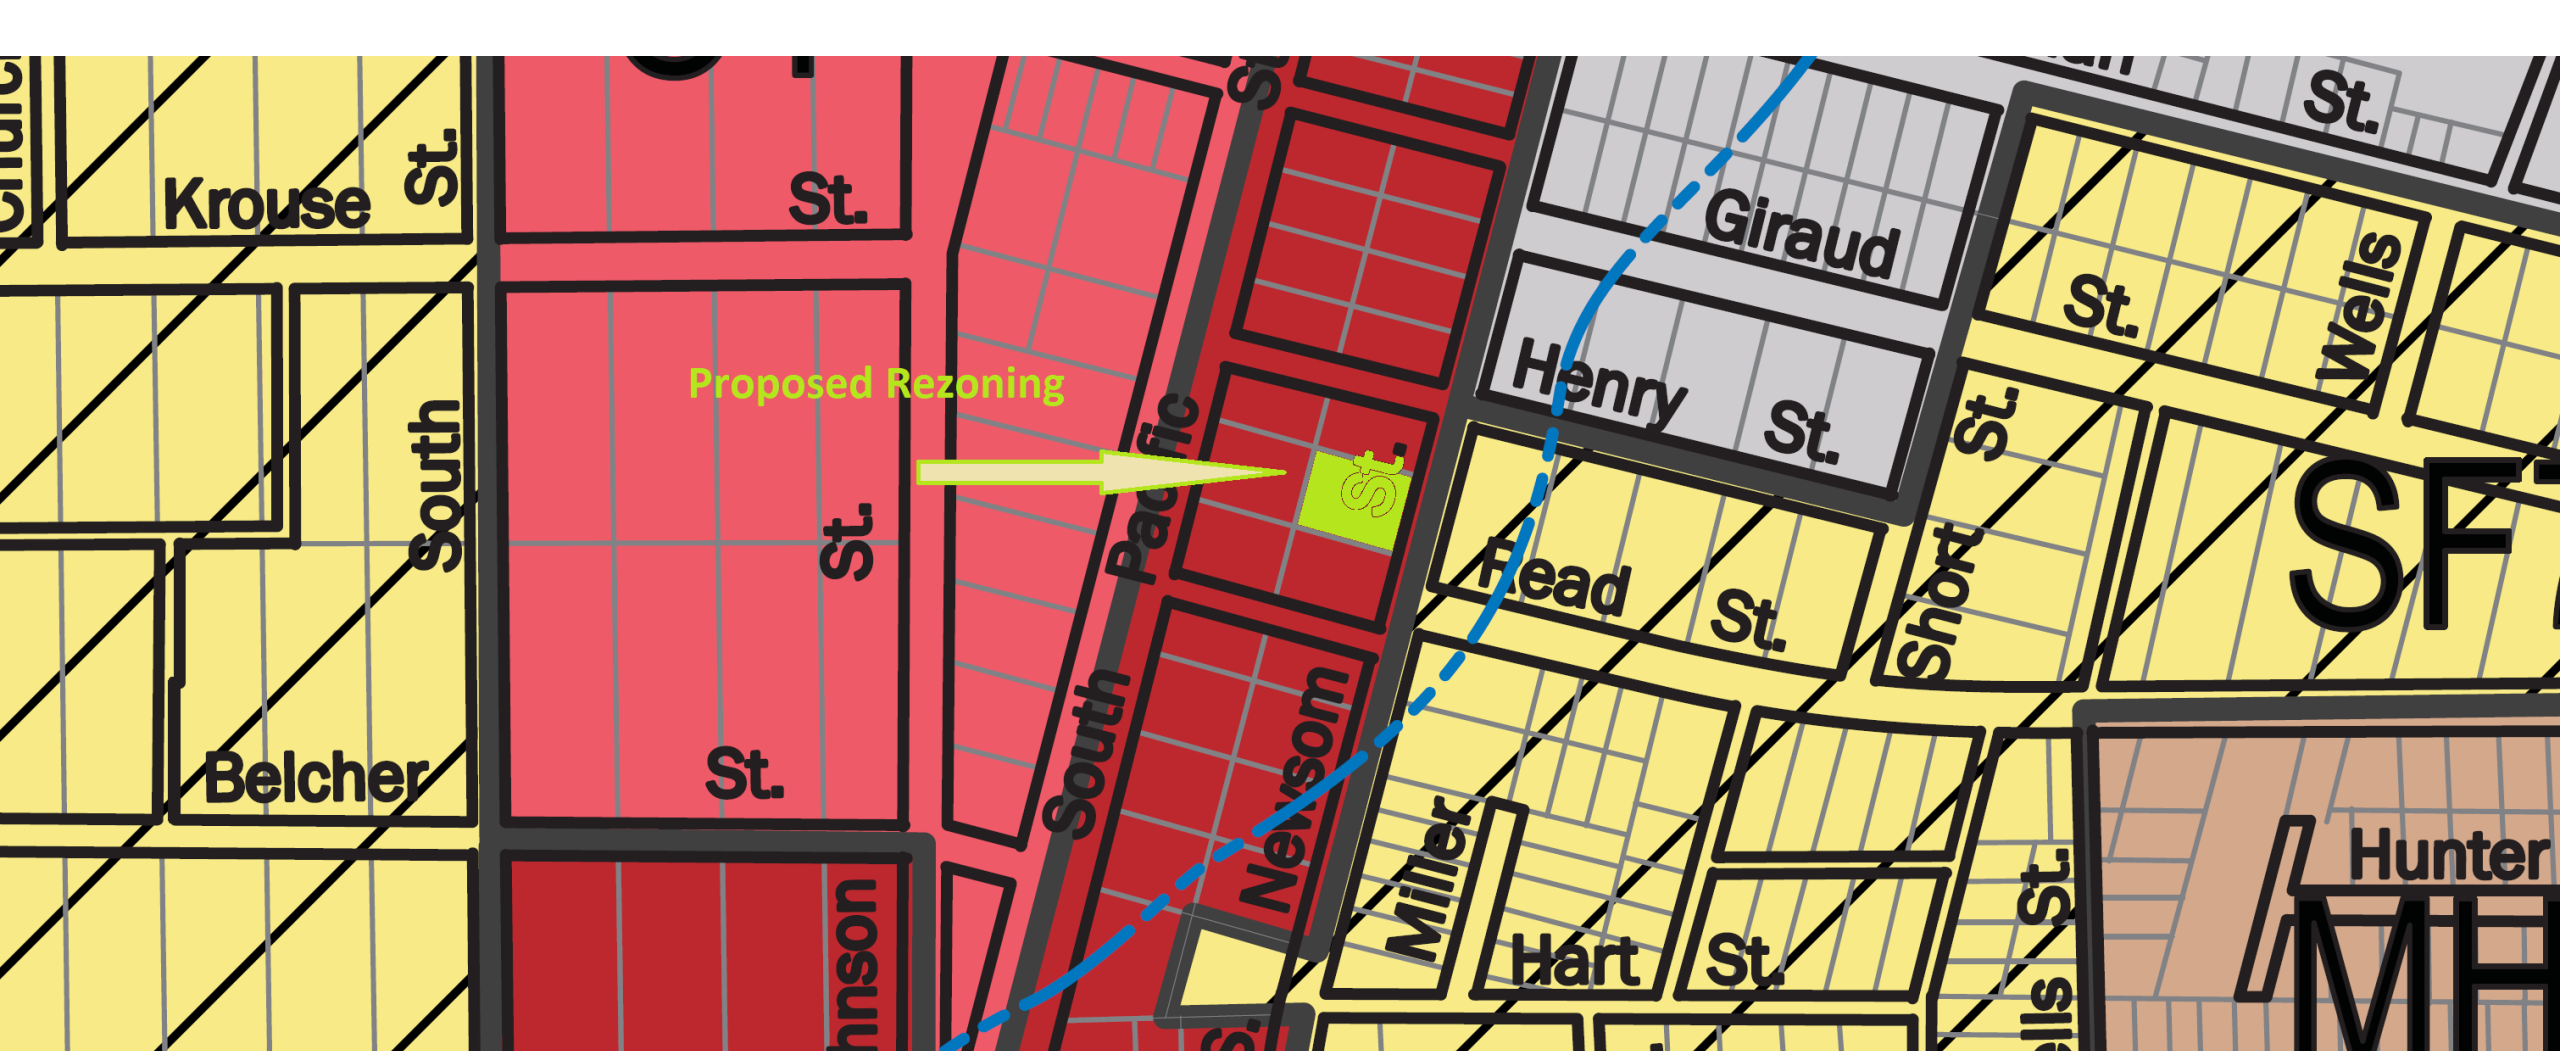 St.
St.
Krouse
St.
Giraud
St.
Wells
Proposed Rezoning
Henry
St.
St.
South
St.
Pacific
St.
SF
Read
St.
Short
Belcher
St.
South
Newsom
Miller
Hart
St.
St.
Hunter
MH
S.